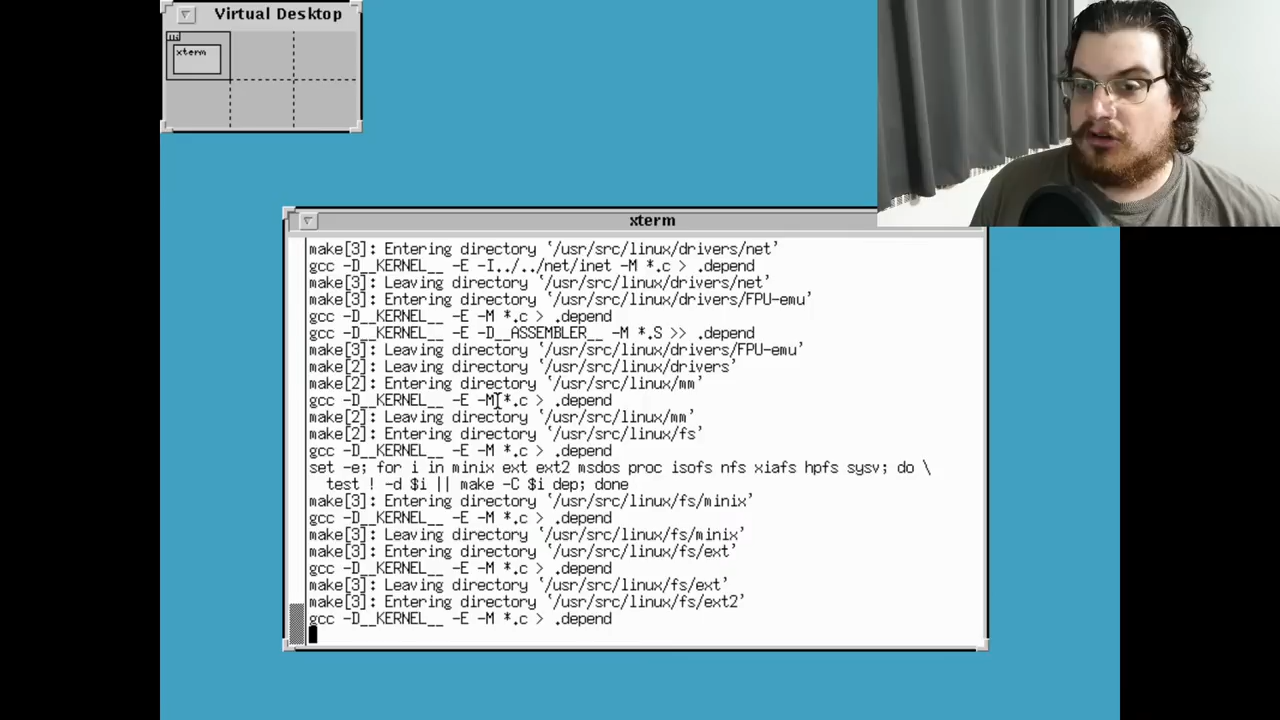 Virtual Desktop
xterm
xterm
make[3]: Entering directory `/usr/src/linux/drivers/net'
gcc -D__KERNEL__ -E -I../../net/inet -M *.c > .depend
make[3]: Leaving directory `/usr/src/linux/drivers/net'
make[3]: Entering directory `/usr/src/linux/drivers/FPU-emu'
gcc -D__KERNEL__ -E -M *.c > .depend
gcc -D__KERNEL__ -E -D__ASSEMBLER__ -M *.S >> .depend
make[3]: Leaving directory `/usr/src/linux/drivers/FPU-emu'
make[2]: Leaving directory `/usr/src/linux/drivers'
make[2]: Entering directory `/usr/src/linux/mm'
gcc -D__KERNEL__ -E -M *.c > .depend
make[2]: Leaving directory `/usr/src/linux/mm'
make[2]: Entering directory `/usr/src/linux/fs'
gcc -D__KERNEL__ -E -M *.c > .depend
set -e; for i in minix ext ext2 msdos proc isofs nfs xiafs hpfs sysv; do \
test ! -d $i || make -C $i dep; done
make[3]: Entering directory `/usr/src/linux/fs/minix'
gcc -D__KERNEL__ -E -M *.c > .depend
make[3]: Leaving directory `/usr/src/linux/fs/minix'
make[3]: Entering directory `/usr/src/linux/fs/ext'
gcc -D__KERNEL__ -E -M *.c > .depend
make[3]: Leaving directory `/usr/src/linux/fs/ext'
make[3]: Entering directory `/usr/src/linux/fs/ext2'
gcc -D__KERNEL__ -E -M *.c > .depend